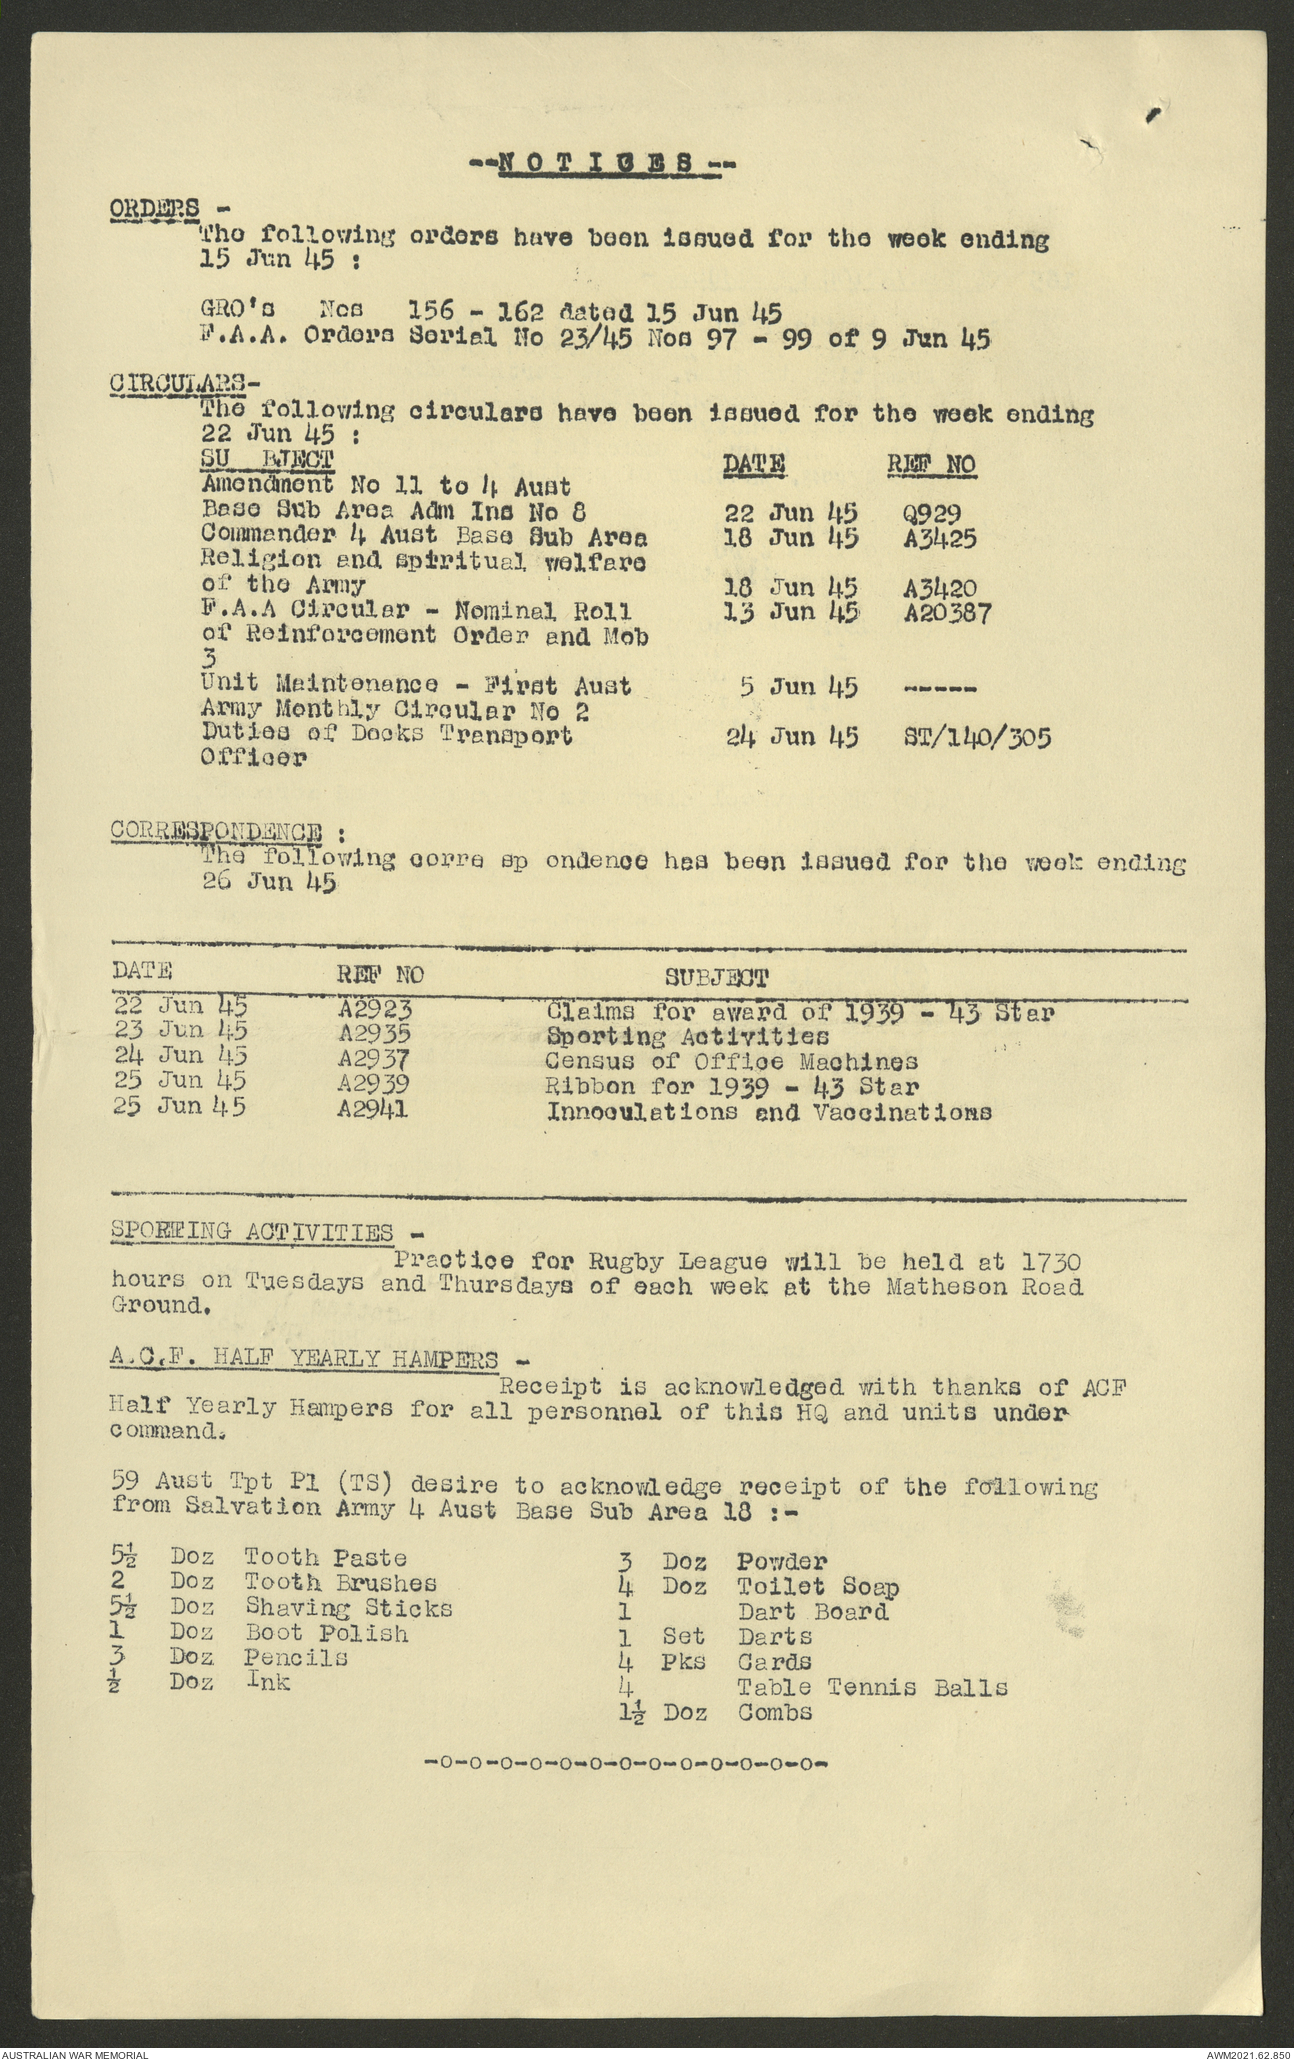 --N O T I C E S --
ORDERS -
The following orders have been issued for the week ending
15 Jun 45 :
GRO's   Nos   156 - 162 dated 15 Jun 45
F.A.A. Orders Serial No 23/45 Nos 97 - 99 of 9 Jun 45
CIRCULARS-
The following circulars have been issued for the week ending
22 Jun 45 :
SU  BJECT   DATE   REF NO
Amendment No 11 to 4 Aust
Base Sub Area Adm Ins No 8   22 Jun 45   Q929
Commander 4 Aust Base Sub Area   18 Jun 45   A3425
Religion and spiritual welfare
of the Army   18 Jun 45   A3420
F.A.A Circular - Nominal Roll   13 Jun 45   A20387
of Reinforcement Order and Mob
3
Unit Maintenance - First Aust   5 Jun 45   -----
Army Monthly Circular No 2
Duties of Docks Transport   24 Jun 45   ST/140/305
Officer
CORRESPONDENCE :
The following corre sp ondence has been issued for the week ending
26 Jun 45
DATE   REF NO   SUBJECT
22 Jun 45   A2923   Claims for award of 1939 - 43 Star
23 Jun 45   A2935   Sporting Activities
24 Jun 45   A2937   Census of Office Machines
25 Jun 45   A2939   Ribbon for 1939 - 43 Star
25 Jun 45   A2941   Innoculations and Vaccinations
SPORTING ACTIVITIES -
Practice for Rugby League will be held at 1730
hours on Tuesdays and Thursdays of each week at the Matheson Road
Ground.
A.C.F. HALF YEARLY HAMPERS -
Receipt is acknowledged with thanks of ACF
Half Yearly Hampers for all personnel of this HQ and units under
command.
59 Aust Tpt Pl (TS) desire to acknowledge receipt of the following
from Salvation Army 4 Aust Base Sub Area 18 :-
5½   Doz   Tooth Paste   3   Doz   Powder
2   Doz   Tooth Brushes   4   Doz   Toilet Soap
5½   Doz   Shaving Sticks   1   Dart Board
1   Doz   Boot Polish   1   Set   Darts
3   Doz   Pencils   4   Pks   Cards
½   Doz   Ink   4   Table Tennis Balls
1½   Doz   Combs
-o-o-o-o-o-o-o-o-o-o-o-o-o-
AUSTRALIAN WAR MEMORIAL   AWM2021.62.850